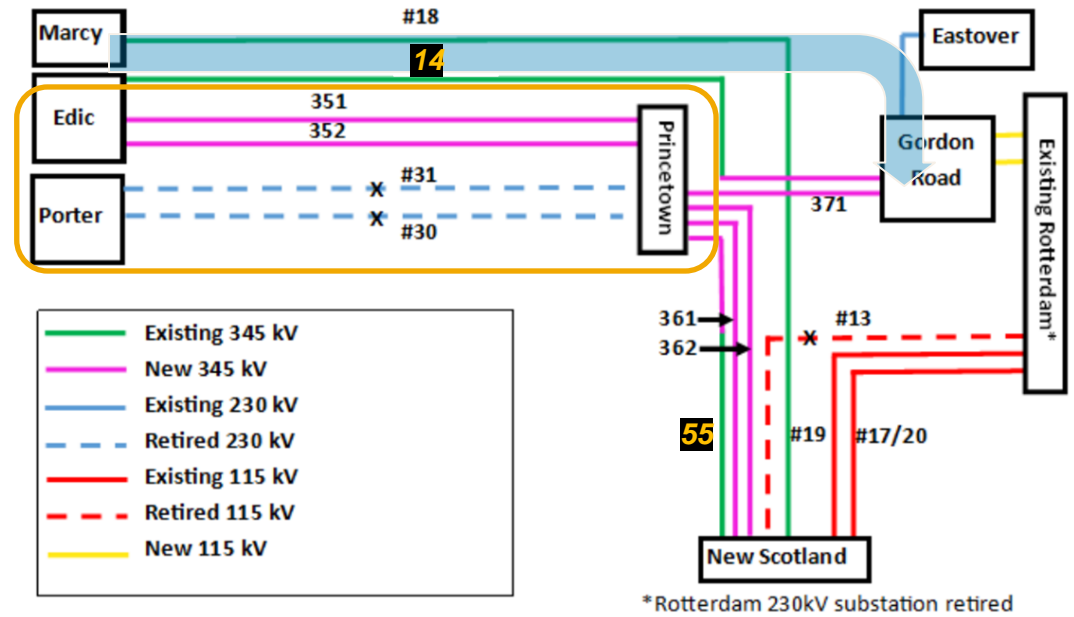 #18
Marcy
14
Eastover
Edic
351
352
Princetown
Gordon
Road
Existing Rotterdam*
#31
Porter
#30
371
361
362
#13
55
#19
#17/20
Existing 345 kV
New 345 kV
Existing 230 kV
Retired 230 kV
Existing 115 kV
Retired 115 kV
New 115 kV
X
X
X
New Scotland
*Rotterdam 230kV substation retired